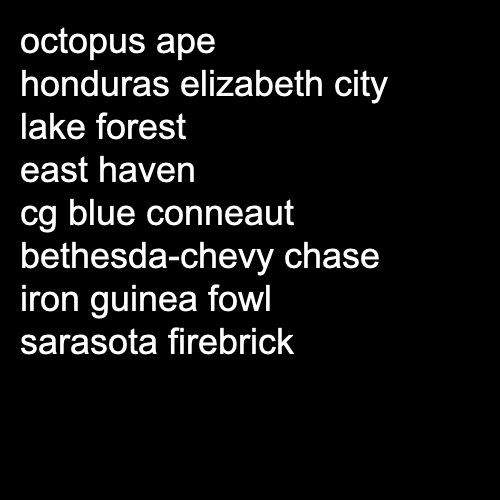 octopus ape
honduras elizabeth city
lake forest
east haven
cg blue conneaut
bethesda-chevy chase
iron guinea fowl
sarasota firebrick